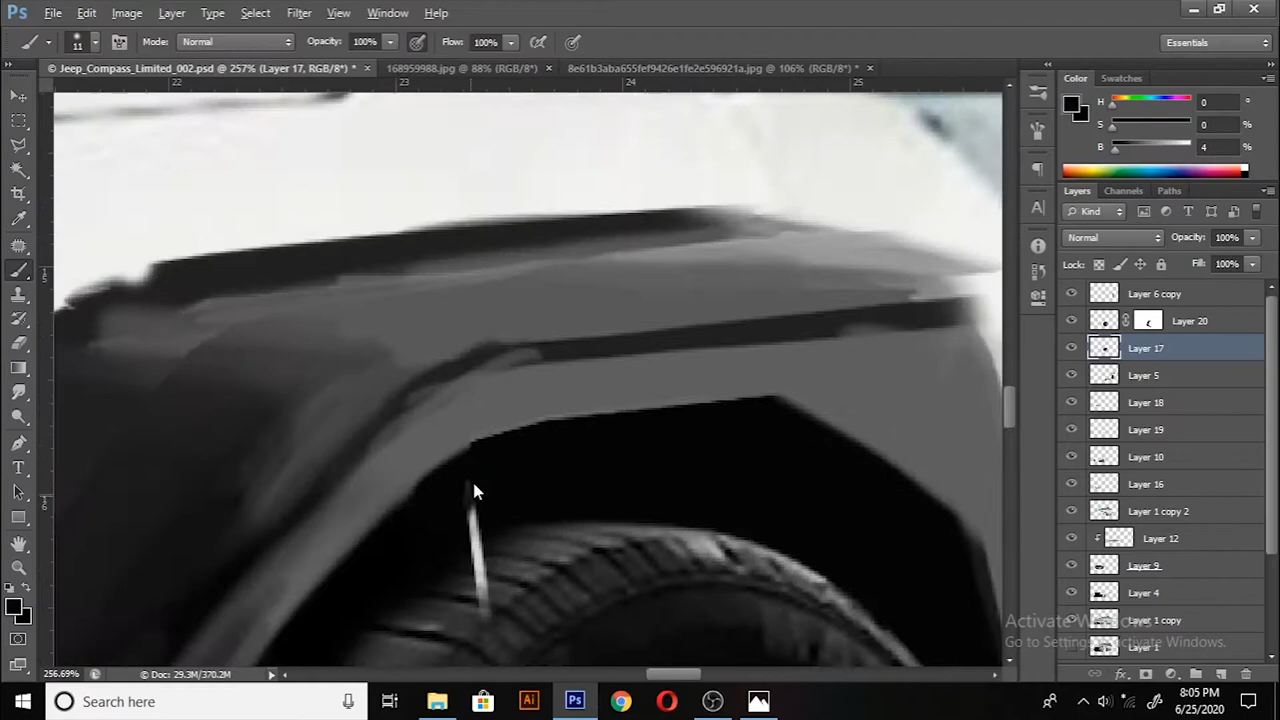 Ps File Edit Image Layer Type Select Filter View Window Help
11 Mode: Normal Opacity: 100% Flow: 100% Essentials
Jeep_Compass_Limited_002.psd @ 257% (Layer 17, RGB/8*) * × 168959988.jpg @ 88% (RGB/8*) × 8e61b3aba655fef9426e1fe2e596921a.jpg @ 106% (RGB/8*) * ×
22 23 24 25
Color Swatches
H 0 °
S 0 %
B 4 %
Layers Channels Paths
Kind
Normal Opacity: 100%
Lock: Fill: 100%
Layer 6 copy
Layer 20
Layer 17
Layer 5
Layer 18
Layer 19
Layer 10
Layer 16
Layer 1 copy 2
Layer 12
Layer 9
Layer 4
Layer 1 copy
Layer 1
Activate Windows
Go to Settings to activate Windows.
256.69% Doc: 29.3M/370.2M
Search here Ai Ps 8:05 PM
6/25/2020